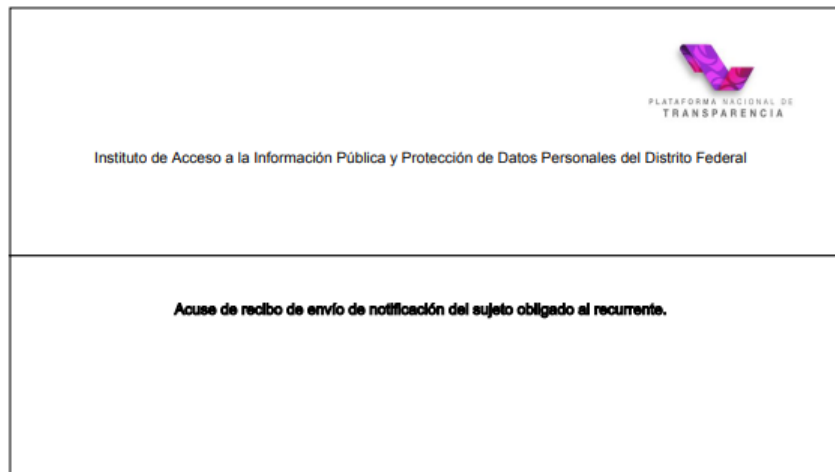 PLATAFORMA NACIONAL DE
TRANSPARENCIA
Instituto de Acceso a la Información Pública y Protección de Datos Personales del Distrito Federal
Acuse de recibo de envío de notificación del sujeto obligado al recurrente.